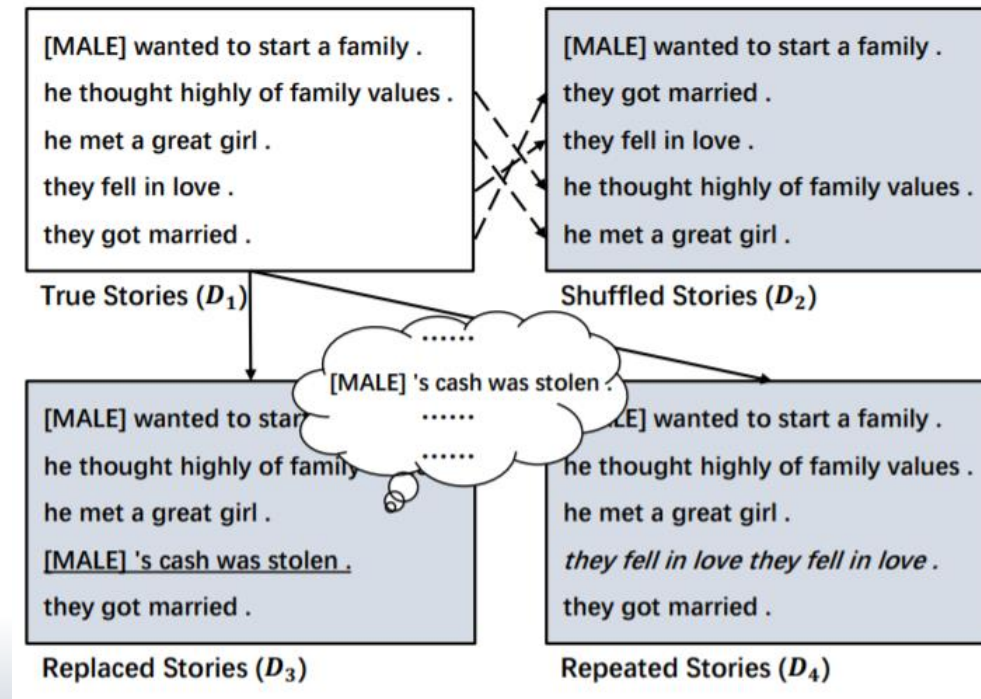 [MALE] wanted to start a family .
he thought highly of family values .
he met a great girl .
they fell in love .
they got married .
True Stories (D₁)
[MALE] wanted to start a family .
they got married .
they fell in love .
he thought highly of family values .
he met a great girl .
Shuffled Stories (D₂)
......
[MALE] 's cash was stolen .
......
......
[MALE] wanted to star
he thought highly of family
he met a great girl .
[MALE] 's cash was stolen .
they got married .
Replaced Stories (D₃)
LE] wanted to start a family .
he thought highly of family values .
he met a great girl .
they fell in love they fell in love .
they got married .
Repeated Stories (D₄)